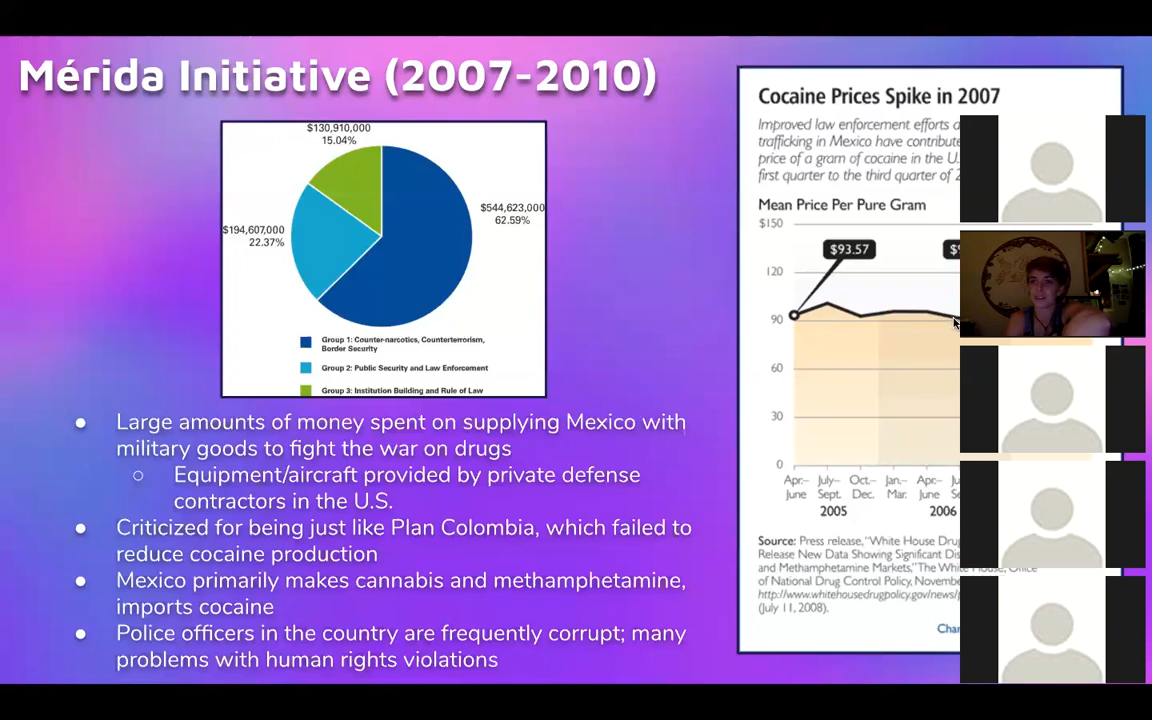 Mérida Initiative (2007-2010)
$130,910,000
15.04%
$544,623,000
62.59%
$194,607,000
22.37%
Group 1: Counter-narcotics, Counterterrorism,
Border Security
Group 2: Public Security and Law Enforcement
Group 3: Institution Building and Rule of Law
● Large amounts of money spent on supplying Mexico with
military goods to fight the war on drugs
○ Equipment/aircraft provided by private defense
contractors in the U.S.
● Criticized for being just like Plan Colombia, which failed to
reduce cocaine production
● Mexico primarily makes cannabis and methamphetamine,
imports cocaine
● Police officers in the country are frequently corrupt; many
problems with human rights violations
Cocaine Prices Spike in 2007
Improved law enforcement efforts
trafficking in Mexico have contribute
price of a gram of cocaine in the U.
first quarter to the third quarter of
Mean Price Per Pure Gram
$150
$93.57
120
90
60
30
0
Apr.– July– Oct.– Jan.– Apr.–
June Sept. Dec. Mar. June
2005 2006
Source: Press release, "White House Dru
Release New Data Showing Significant Dis
and Methamphetamine Markets," The White House, Office
of National Drug Control Policy, Novembe
http://www.whitehousedrugpolicy.gov/news/
(July 11, 2008).